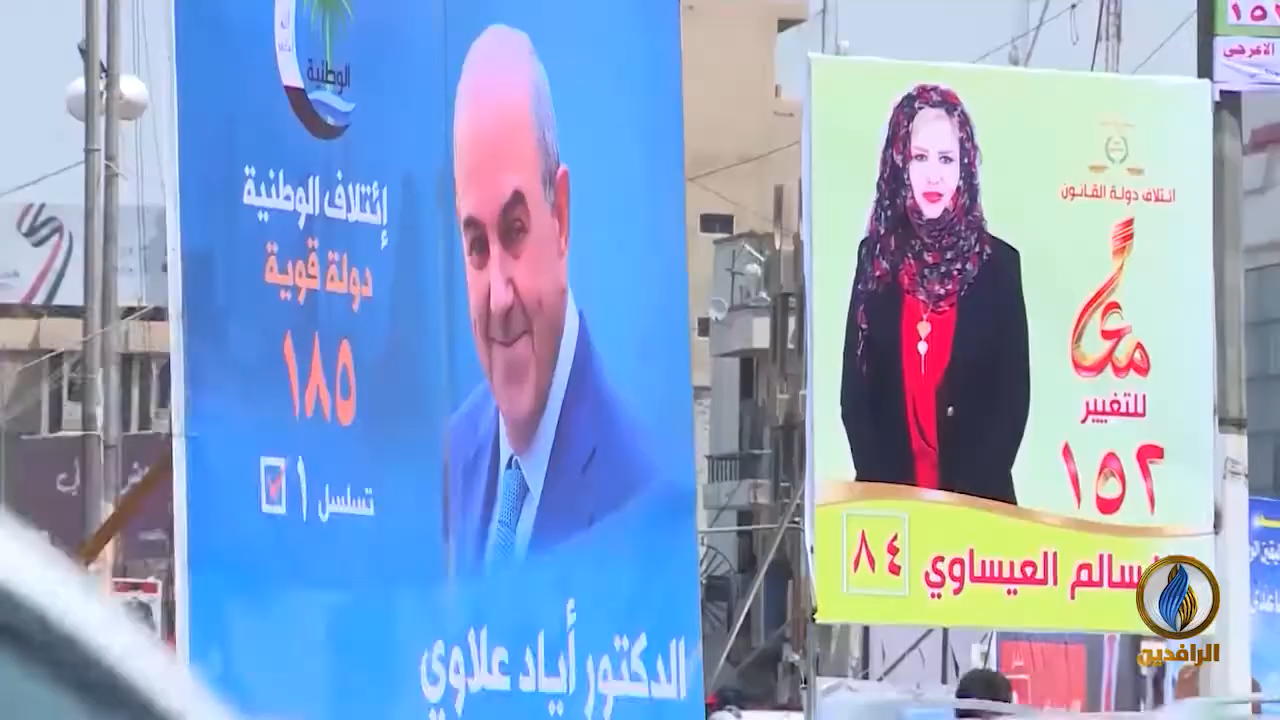 الوطنية
إئتلاف الوطنية
دولة قوية
١٨٥
تسلسل ١
الدكتور أياد علاوي
ائتلاف دولة القانون
معاً
للتغيير
١٥٢
٨٤
سالم العيساوي
الاعرجي
الرافدين